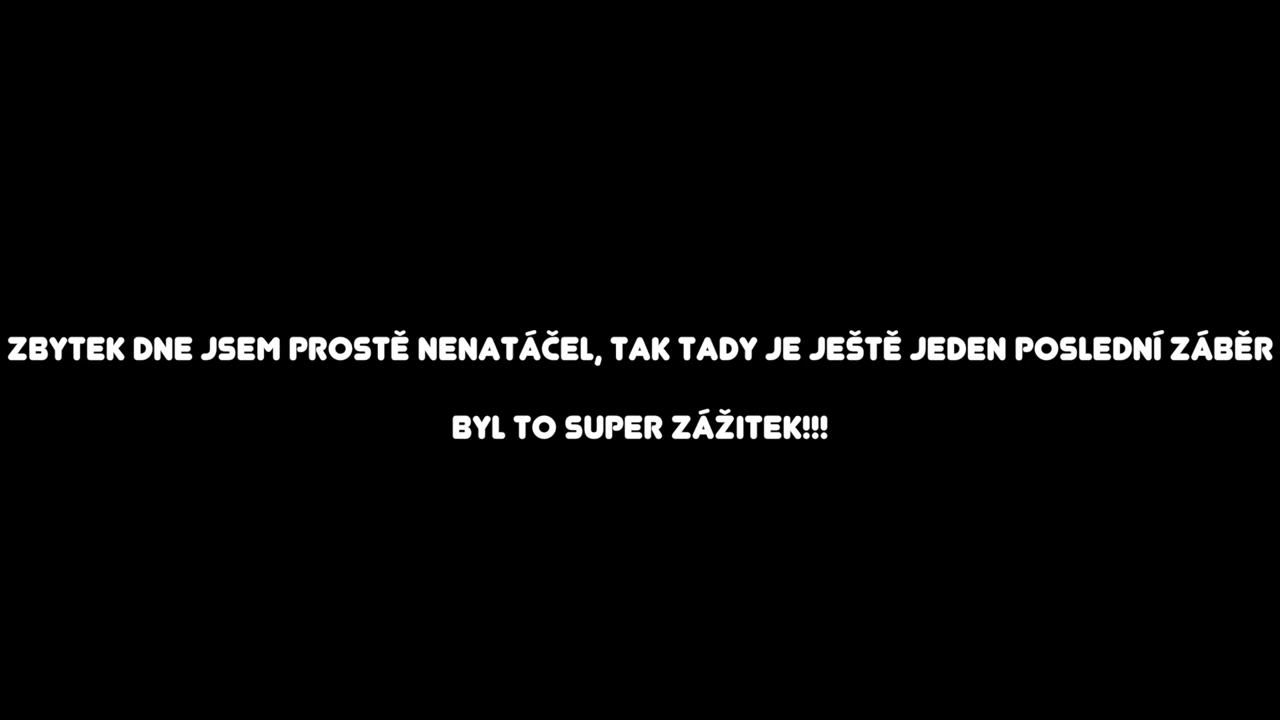 ZBYTEK DNE JSEM PROSTĚ NENATÁČEL, TAK TADY JE JEŠTĚ JEDEN POSLEDNÍ ZÁBĚR
BYL TO SUPER ZÁŽITEK!!!